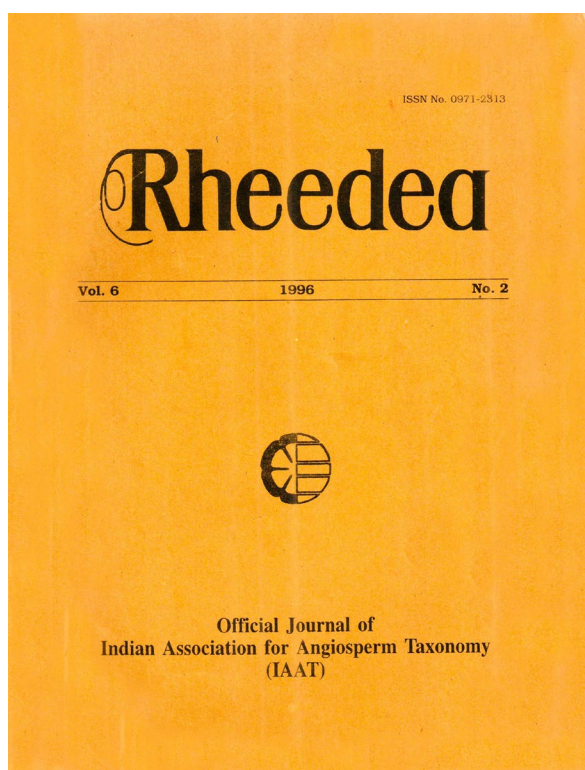 ISSN No. 0971-2313
Rheedea
Vol. 6 1996 No. 2
Official Journal of
Indian Association for Angiosperm Taxonomy
(IAAT)